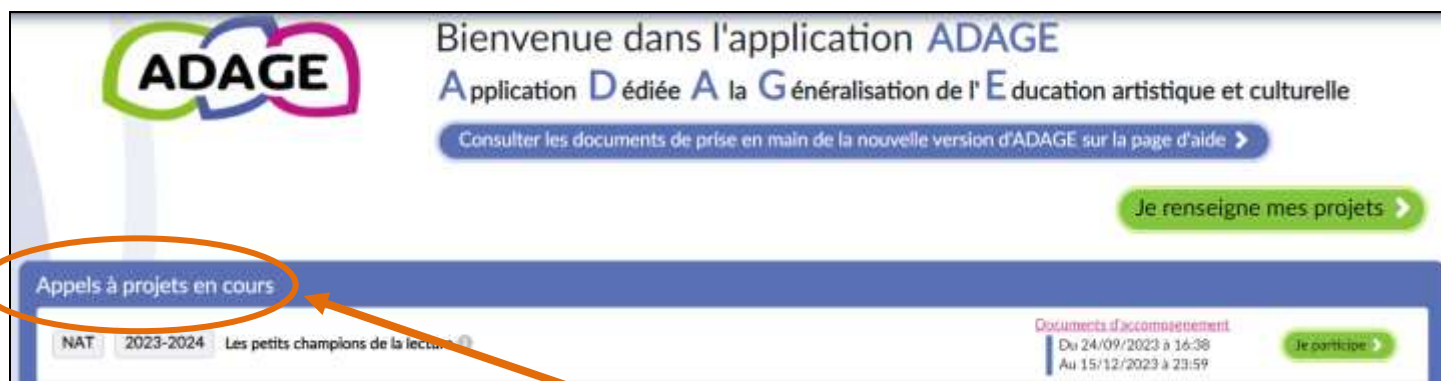 ADAGE
Bienvenue dans l'application ADAGE
Application Dédiée A la Généralisation de l'Education artistique et culturelle
Consulter les documents de prise en main de la nouvelle version d'ADAGE sur la page d'aide
Je renseigne mes projets
Appels à projets en cours
NAT 2023-2024 Les petits champions de la lecture
Documents d'accompagnement
Du 24/09/2023 à 16:38
Au 15/12/2023 à 23:59
Je participe